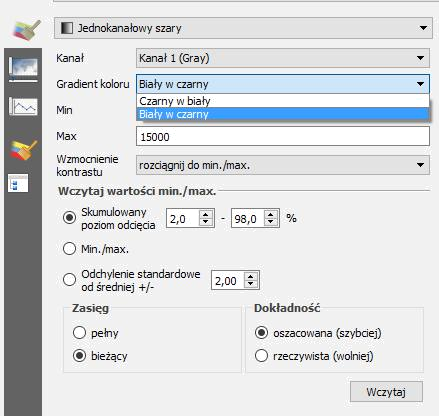 Jednokanałowy szary
Kanał Kanał 1 (Gray)
Gradient koloru Biały w czarny
Czarny w biały
Min Biały w czarny
Max 15000
Wzmocnienie
kontrastu rozciągnij do min./max.
Wczytaj wartości min./max.
Skumulowany
poziom odcięcia 2,0 - 98,0 %
Min./max.
Odchylenie standardowe
od średniej +/- 2,00
Zasięg Dokładność
pełny oszacowana (szybciej)
bieżący rzeczywista (wolniej)
Wczytaj